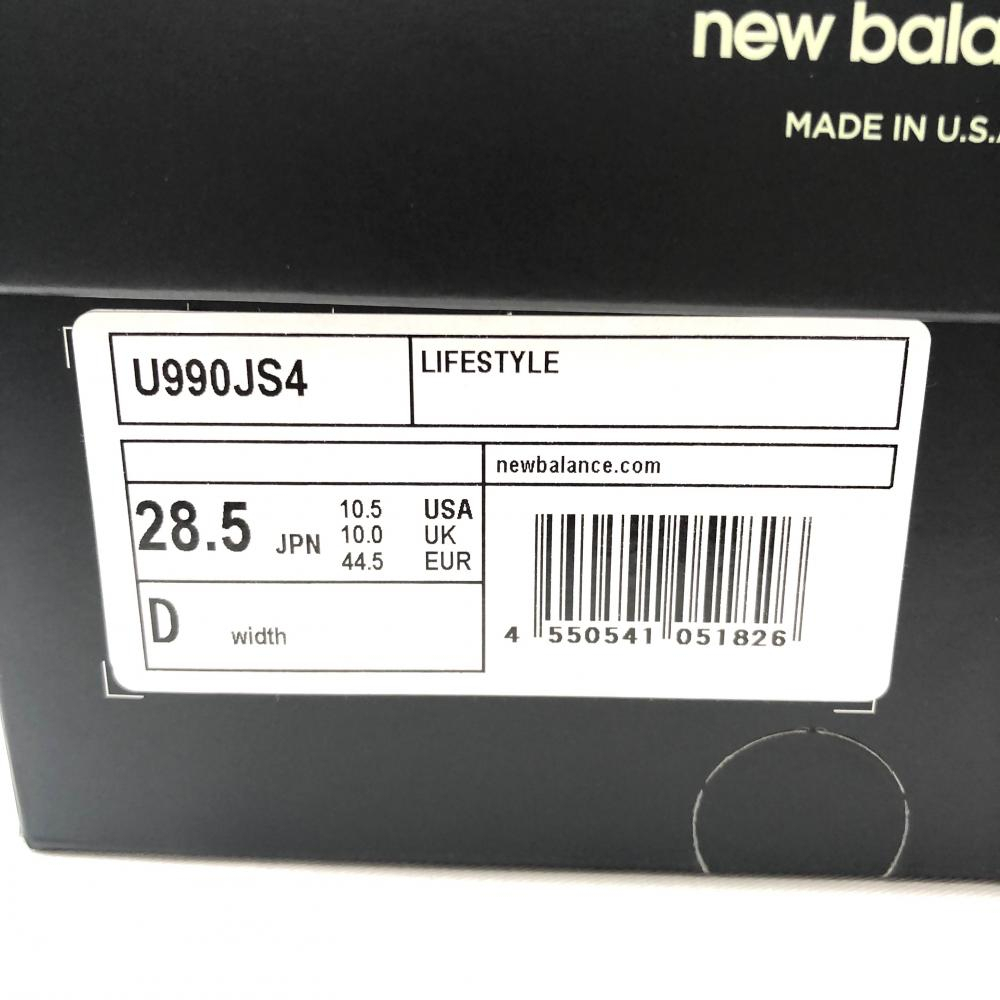 new bala
MADE IN U.S.
U990JS4
LIFESTYLE
newbalance.com
28.5 JPN
10.5 USA
10.0 UK
44.5 EUR
D width
4 550541 051826